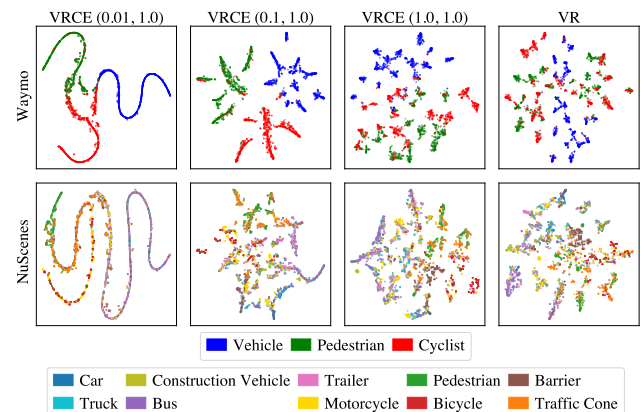 VRCE (0.01, 1.0) VRCE (0.1, 1.0) VRCE (1.0, 1.0) VR
Waymo
NuScenes
Vehicle Pedestrian Cyclist
Car Construction Vehicle Trailer Pedestrian Barrier
Truck Bus Motorcycle Bicycle Traffic Cone